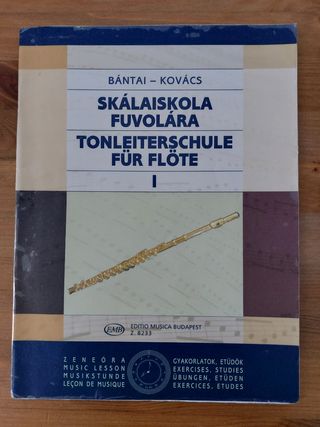 BÁNTAI – KOVÁCS
SKÁLAISKOLA
FUVOLÁRA
TONLEITERSCHULE
FÜR FLÖTE
I
EMB
EDITIO MUSICA BUDAPEST
Z. 8233
ZENEÓRA
MUSIC LESSON
MUSIKSTUNDE
LEÇON DE MUSIQUE
GYAKORLATOK, ETŰDÖK
EXERCISES, STUDIES
ÜBUNGEN, ETÜDEN
EXERCICES, ETUDES